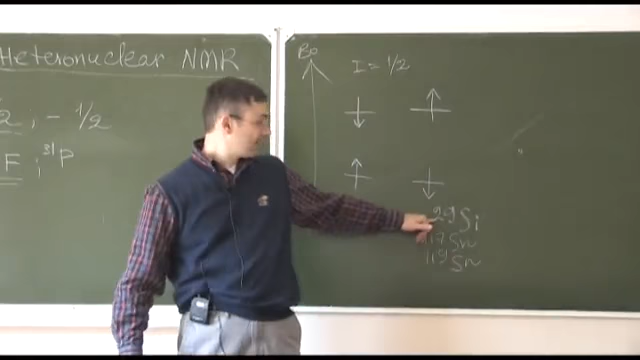 Heteronuclear NMR
2, - 1/2
F ; 31P
B0
I = 1/2
29Si
117Sn
119Sn